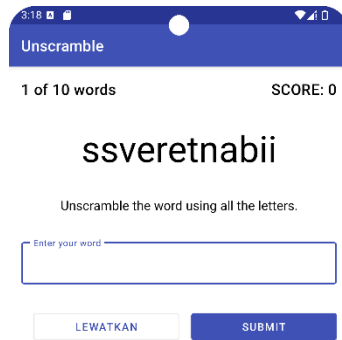 3:18
Unscramble
1 of 10 words SCORE: 0
ssveretnabii
Unscramble the word using all the letters.
Enter your word
LEWATKAN SUBMIT